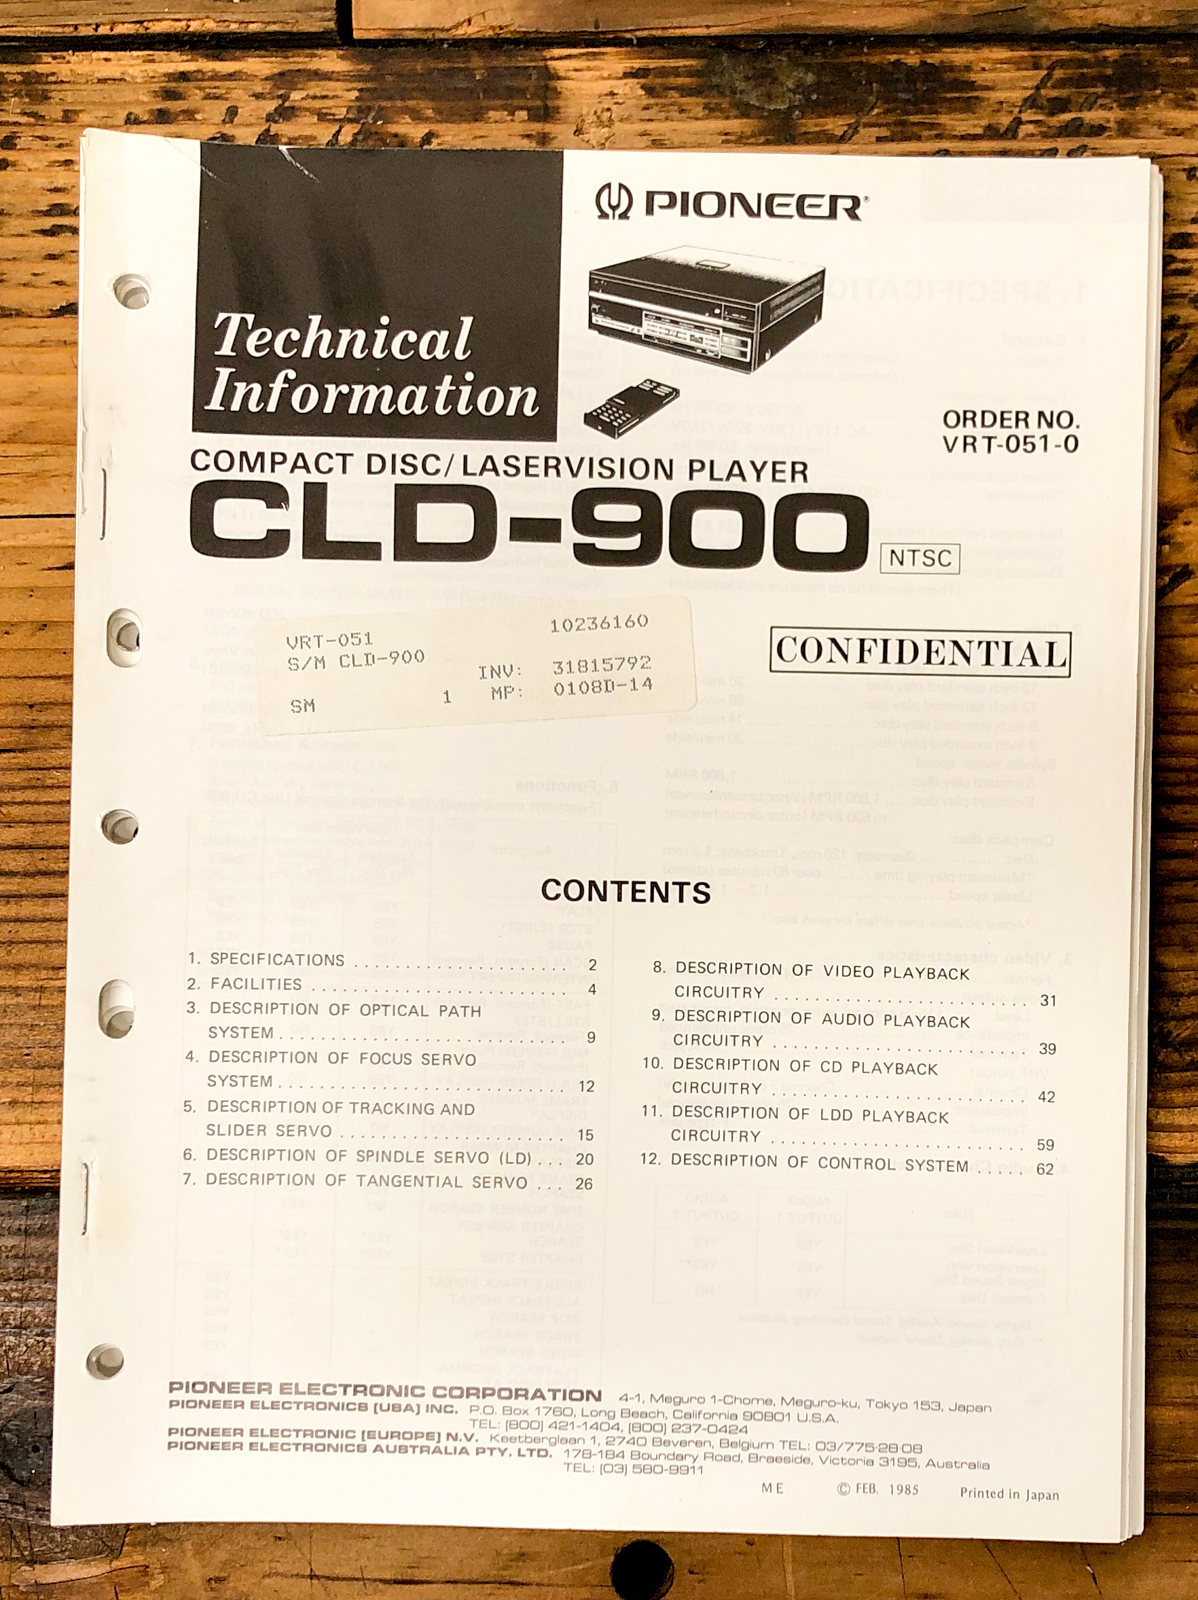 PIONEER
Technical
Information
ORDER NO.
VRT-051-0
COMPACT DISC/LASERVISION PLAYER
CLD-900 NTSC
VRT-051 10236160
S/M CLD-900 INV: 31815792
SM 1 MP: 0108D-14
CONFIDENTIAL
CONTENTS
1. SPECIFICATIONS . . . . . . . . . . . . . . . . . . . . 2
2. FACILITIES . . . . . . . . . . . . . . . . . . . . . . . . 4
3. DESCRIPTION OF OPTICAL PATH
SYSTEM . . . . . . . . . . . . . . . . . . . . . . . . . . . 9
4. DESCRIPTION OF FOCUS SERVO
SYSTEM . . . . . . . . . . . . . . . . . . . . . . . . . . 12
5. DESCRIPTION OF TRACKING AND
SLIDER SERVO . . . . . . . . . . . . . . . . . . . . . 15
6. DESCRIPTION OF SPINDLE SERVO (LD) . . . 20
7. DESCRIPTION OF TANGENTIAL SERVO . . . 26
8. DESCRIPTION OF VIDEO PLAYBACK
CIRCUITRY . . . . . . . . . . . . . . . . . . . . . . . . 31
9. DESCRIPTION OF AUDIO PLAYBACK
CIRCUITRY . . . . . . . . . . . . . . . . . . . . . . . . 39
10. DESCRIPTION OF CD PLAYBACK
CIRCUITRY . . . . . . . . . . . . . . . . . . . . . . . . 42
11. DESCRIPTION OF LDD PLAYBACK
CIRCUITRY . . . . . . . . . . . . . . . . . . . . . . . . 59
12. DESCRIPTION OF CONTROL SYSTEM . . . . . 62
PIONEER ELECTRONIC CORPORATION 4-1, Meguro 1-Chome, Meguro-ku, Tokyo 153, Japan
PIONEER ELECTRONICS (USA) INC. P.O. Box 1760, Long Beach, California 90801 U.S.A.
TEL: (800) 421-1404, (800) 237-0424
PIONEER ELECTRONIC (EUROPE) N.V. Keetberglaan 1, 2740 Beveren, Belgium TEL: 03/775·28·08
PIONEER ELECTRONICS AUSTRALIA PTY. LTD. 178-184 Boundary Road, Braeside, Victoria 3195, Australia
TEL: (03) 580-9911
ME © FEB. 1985 Printed in Japan